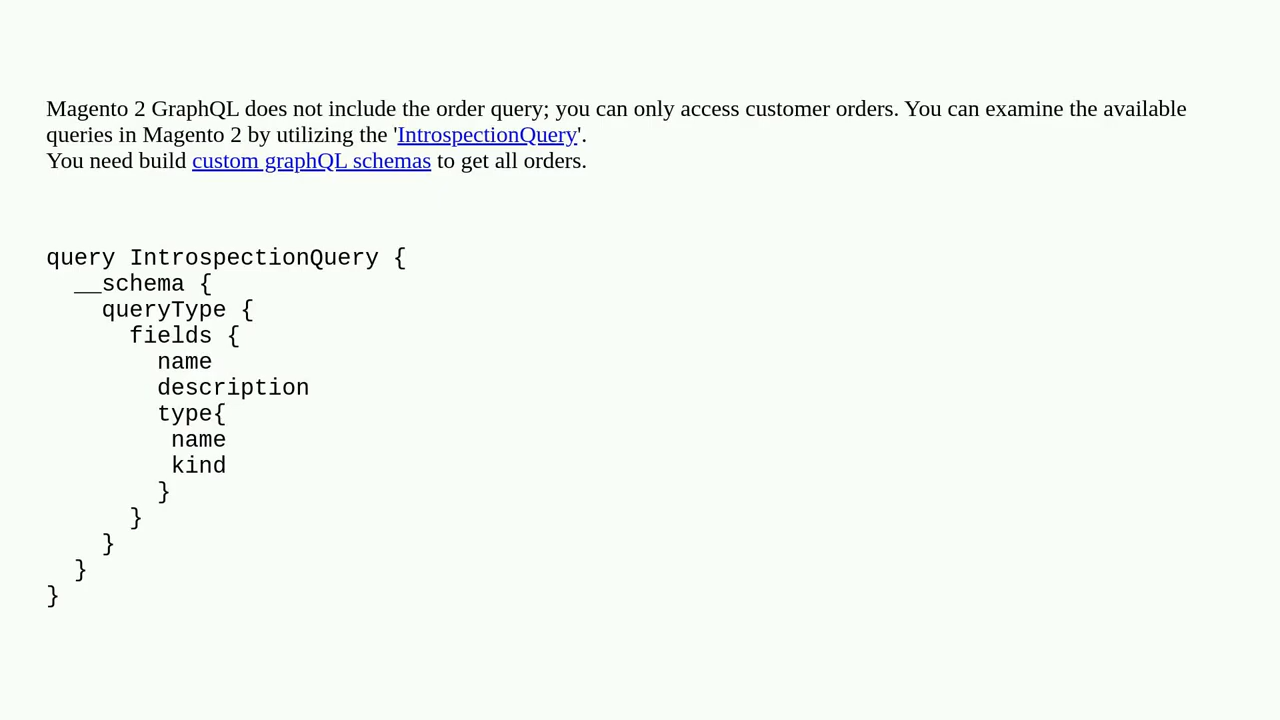 Magento 2 GraphQL does not include the order query; you can only access customer orders. You can examine the available
queries in Magento 2 by utilizing the 'IntrospectionQuery'.
You need build custom graphQL schemas to get all orders.
query IntrospectionQuery {
  __schema {
    queryType {
      fields {
        name
        description
        type{
         name
         kind
        }
      }
    }
  }
}